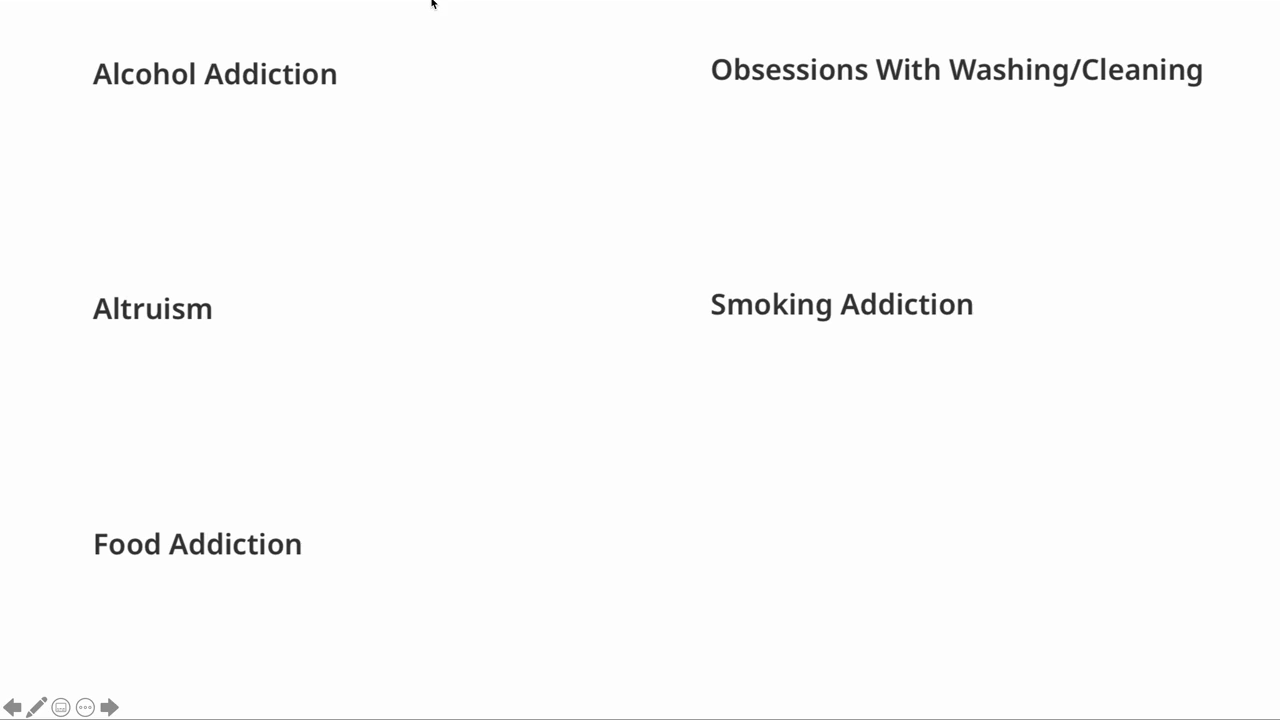 Alcohol Addiction
Altruism
Food Addiction
Obsessions With Washing/Cleaning
Smoking Addiction